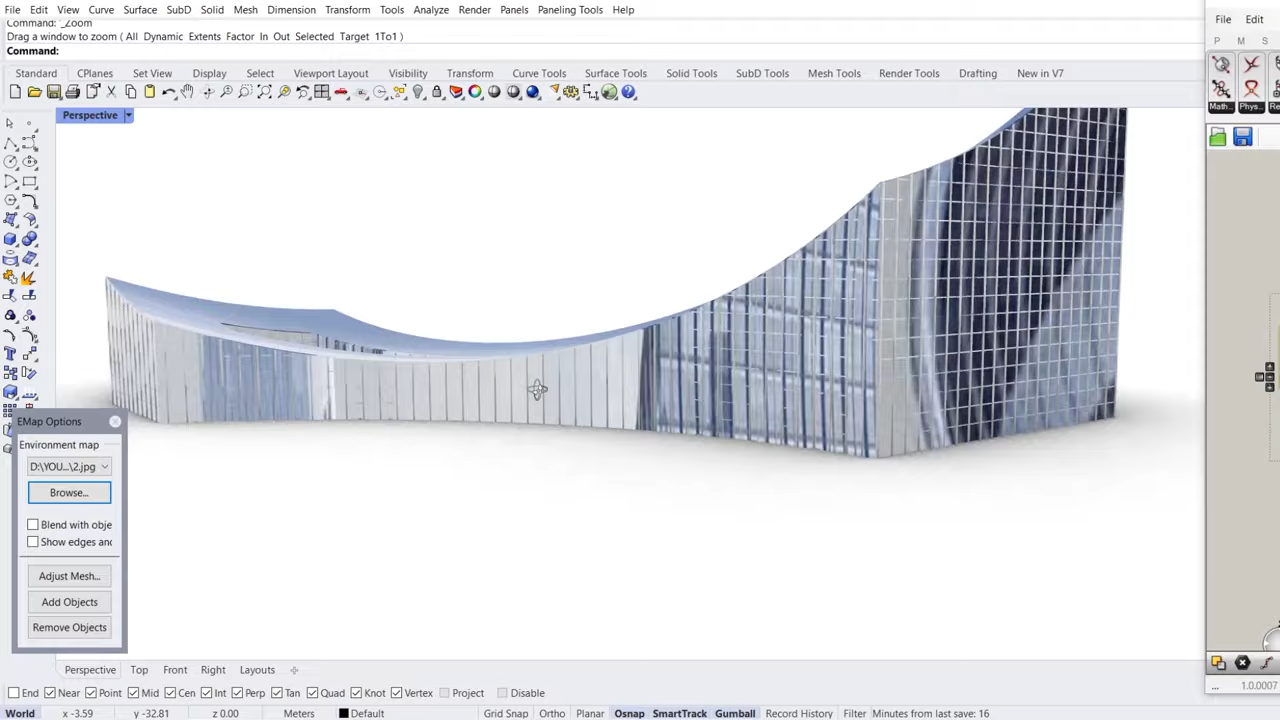 File Edit View Curve Surface SubD Solid Mesh Dimension Transform Tools Analyze Render Panels Paneling Tools Help
File Edit
Command: '_Zoom
Drag a window to zoom ( All Dynamic Extents Factor In Out Selected Target 1To1 )
P M S
Command:
Standard CPlanes Set View Display Select Viewport Layout Visibility Transform Curve Tools Surface Tools Solid Tools SubD Tools Mesh Tools Render Tools Drafting New in V7
Math... Phys...
Perspective
EMap Options
Environment map
D:\YOU...\2.jpg
Browse...
Blend with obje
Show edges and
Adjust Mesh...
Add Objects
Remove Objects
Perspective Top Front Right Layouts
... 1.0.0007
End Near Point Mid Cen Int Perp Tan Quad Knot Vertex Project Disable
World x -3.59 y -32.81 z 0.00 Meters Default Grid Snap Ortho Planar Osnap SmartTrack Gumball Record History Filter Minutes from last save: 16